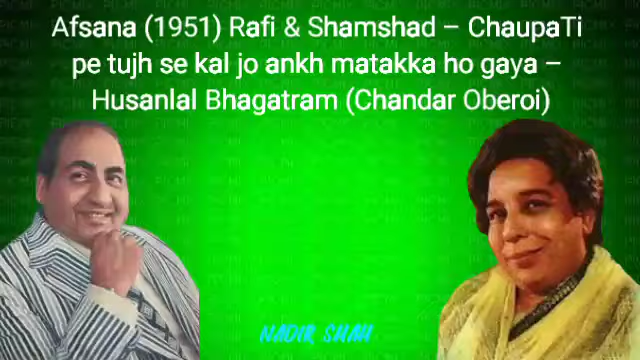 Afsana (1951) Rafi & Shamshad – ChaupaTi
pe tujh se kal jo ankh matakka ho gaya –
Husanlal Bhagatram (Chandar Oberoi)
NADIR SHAH